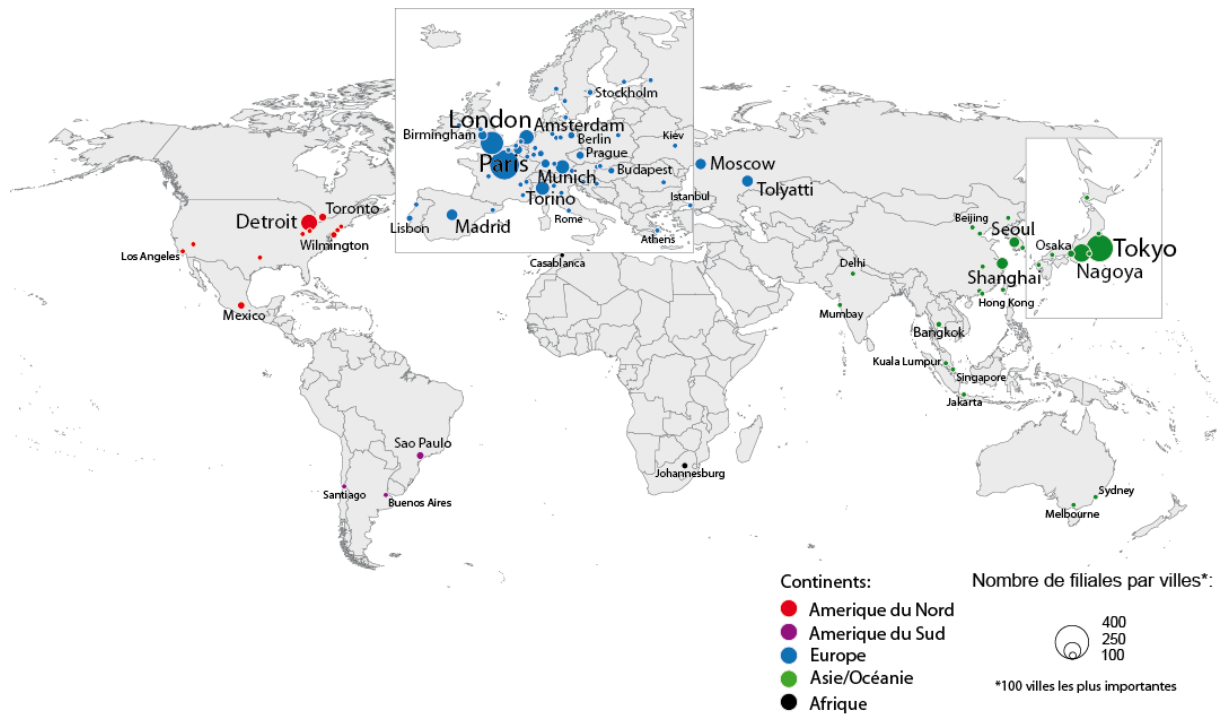 Stockholm
London
Amsterdam
Birmingham
Berlin
Kiev
Paris
Prague
Moscow
Munich
Budapest
Tolyatti
Torino
Istanbul
Lisbon
Madrid
Rome
Athens
Toronto
Detroit
Wilmington
Los Angeles
Mexico
Casablanca
Beijing
Seoul
Osaka
Tokyo
Nagoya
Delhi
Shanghai
Hong Kong
Mumbay
Bangkok
Kuala Lumpur
Singapore
Jakarta
Sao Paulo
Santiago
Buenos Aires
Johannesburg
Sydney
Melbourne
Continents:
Amerique du Nord
Amerique du Sud
Europe
Asie/Océanie
Afrique
Nombre de filiales par villes*:
400
250
100
*100 villes les plus importantes